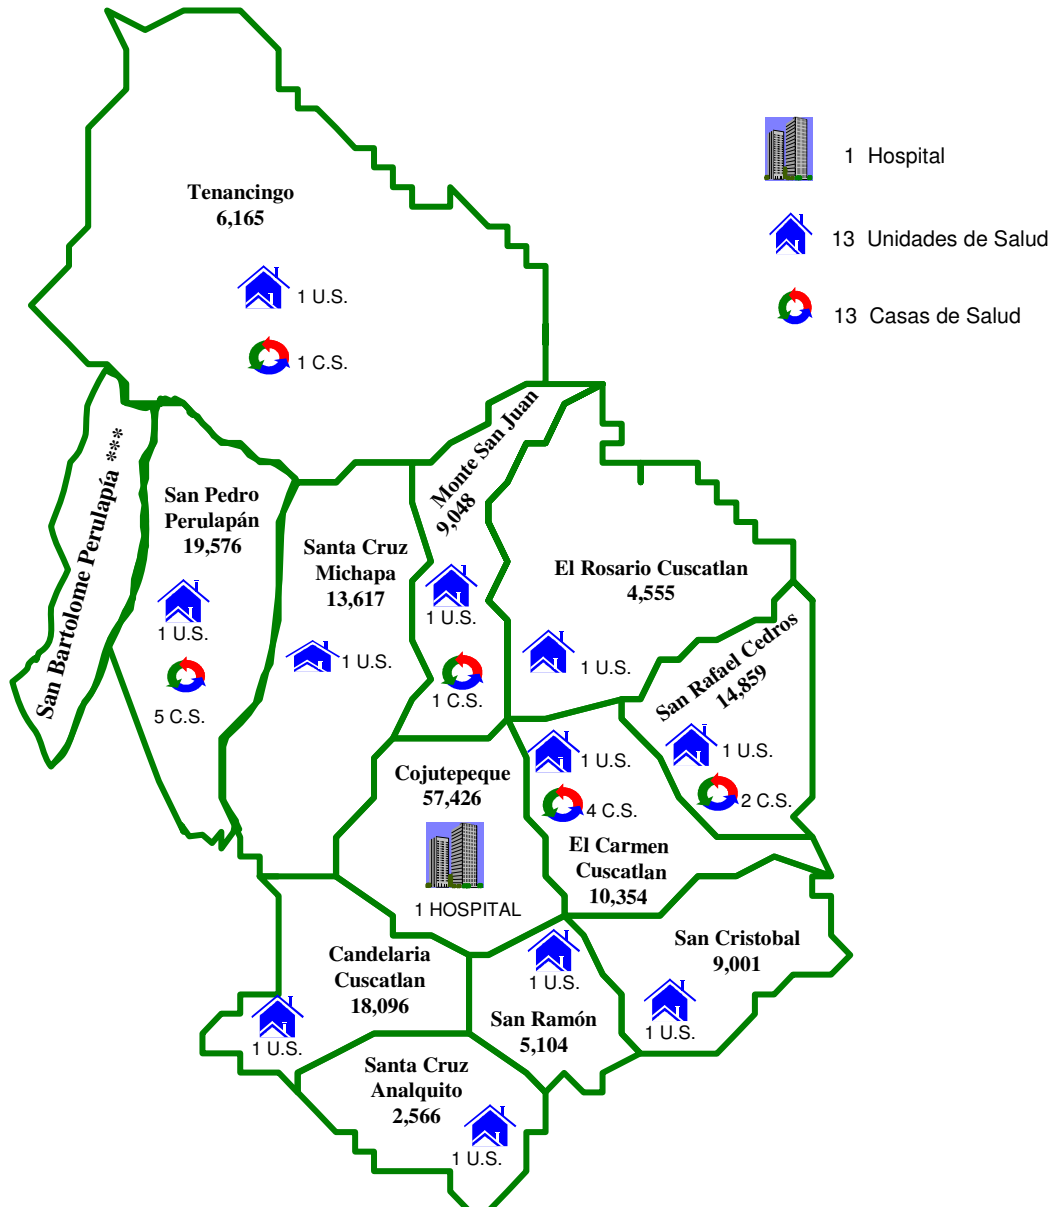 1 Hospital
13 Unidades de Salud
13 Casas de Salud
Tenancingo
6,165
1 U.S.
1 C.S.
San Bartolome Perulapía ***
San Pedro
Perulapán
19,576
1 U.S.
5 C.S.
Santa Cruz
Michapa
13,617
1 U.S.
Monte San Juan
9,048
1 U.S.
1 C.S.
El Rosario Cuscatlan
4,555
1 U.S.
San Rafael Cedros
14,859
1 U.S.
2 C.S.
Cojutepeque
57,426
1 HOSPITAL
1 U.S.
4 C.S.
El Carmen
Cuscatlan
10,354
San Cristobal
9,001
1 U.S.
Candelaria
Cuscatlan
18,096
1 U.S.
1 U.S.
San Ramón
5,104
Santa Cruz
Analquito
2,566
1 U.S.